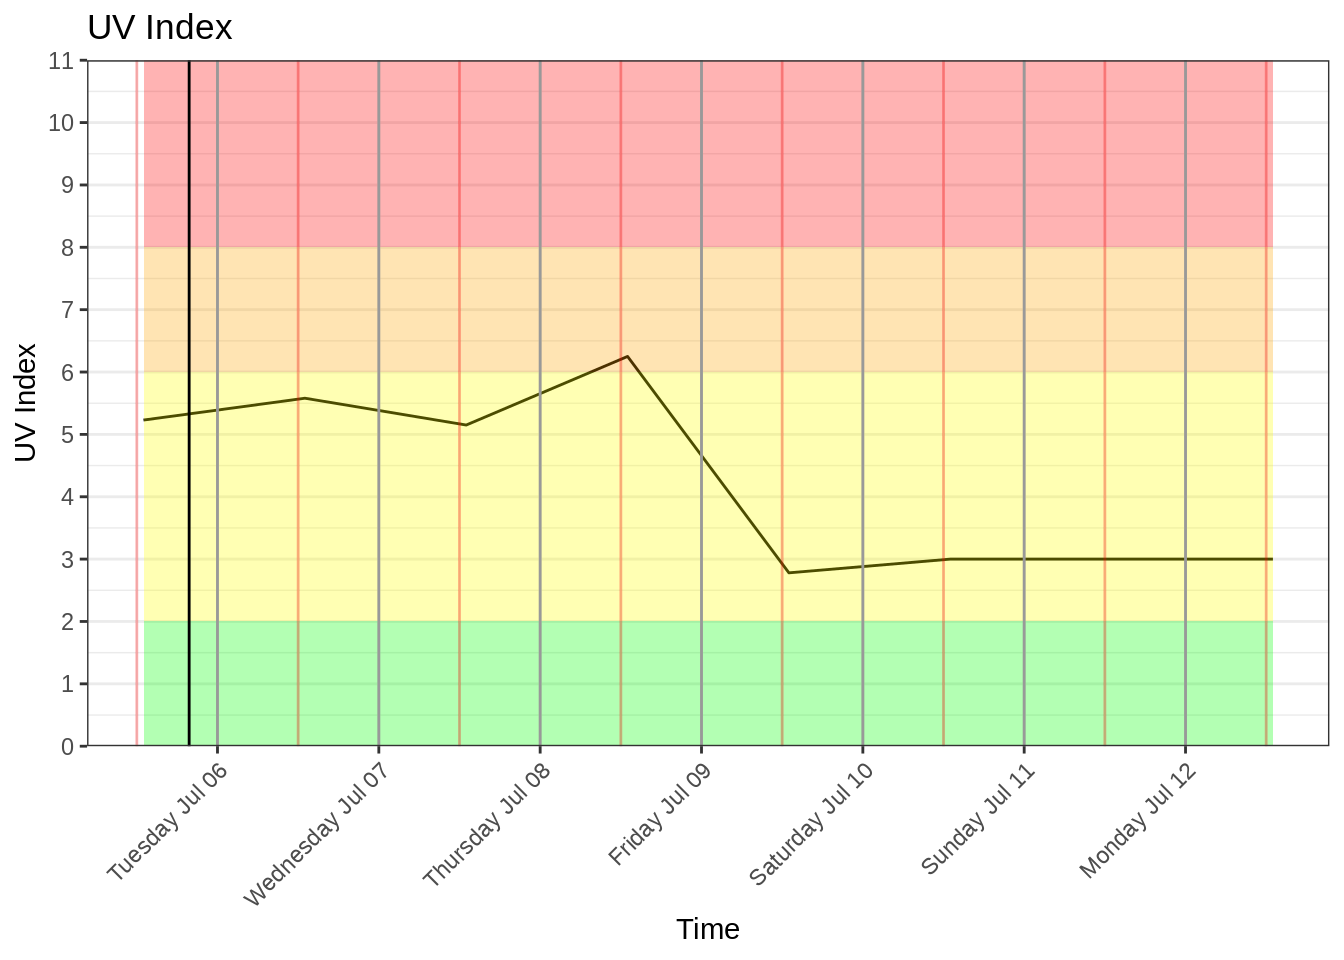 UV Index
UV Index
11
10
9
8
7
6
5
4
3
2
1
0
Tuesday Jul 06
Wednesday Jul 07
Thursday Jul 08
Friday Jul 09
Saturday Jul 10
Sunday Jul 11
Monday Jul 12
Time